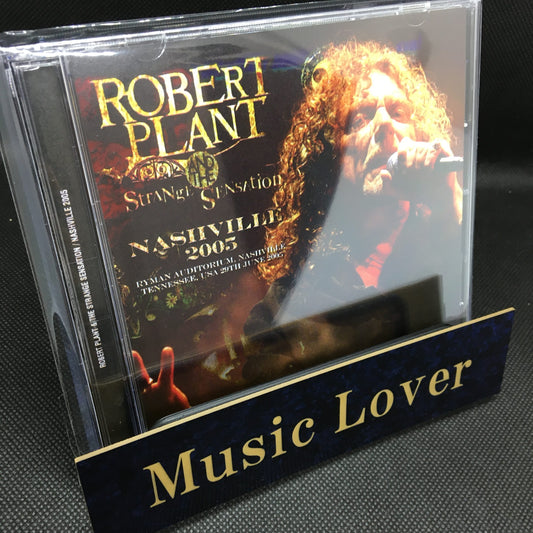 ROBERT
PLANT
AND THE
STRANGE SENSATION
NASHVILLE
2005
RYMAN AUDITORIUM, NASHVILLE
TENNESSEE, USA 29TH JUNE 2005
ROBERT PLANT & THE STRANGE SENSATION / NASHVILLE 2005
Music Lover